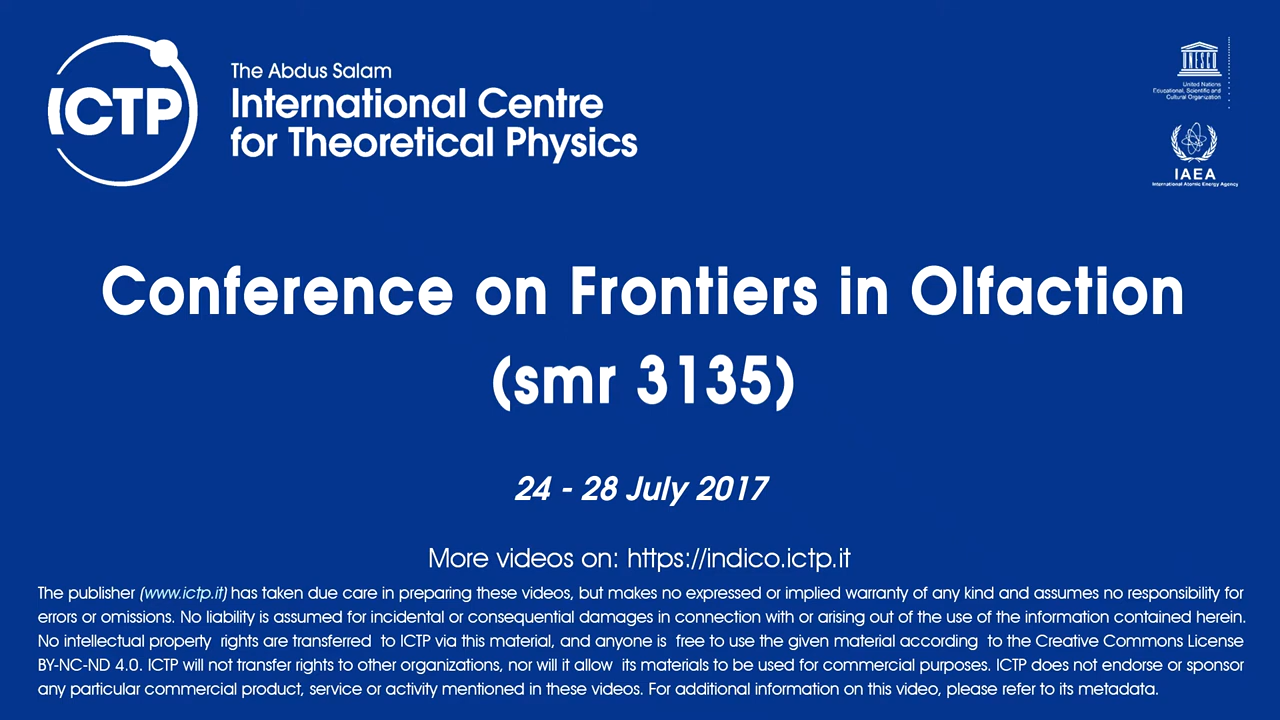 ICTP
The Abdus Salam
International Centre
for Theoretical Physics
UNESCO
United Nations
Educational, Scientific and
Cultural Organization
IAEA
International Atomic Energy Agency
Conference on Frontiers in Olfaction
(smr 3135)
24 - 28 July 2017
More videos on: https://indico.ictp.it
The publisher (www.ictp.it) has taken due care in preparing these videos, but makes no expressed or implied warranty of any kind and assumes no responsibility for
errors or omissions. No liability is assumed for incidental or consequential damages in connection with or arising out of the use of the information contained herein.
No intellectual property rights are transferred to ICTP via this material, and anyone is free to use the given material according to the Creative Commons License
BY-NC-ND 4.0. ICTP will not transfer rights to other organizations, nor will it allow its materials to be used for commercial purposes. ICTP does not endorse or sponsor
any particular commercial product, service or activity mentioned in these videos. For additional information on this video, please refer to its metadata.